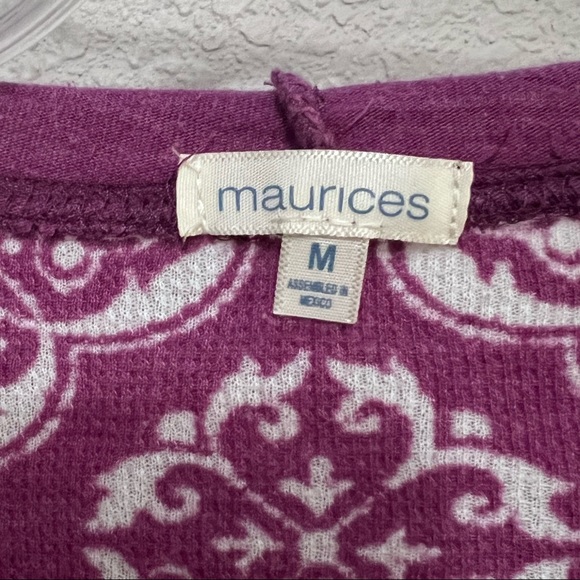 maurices
M
ASSEMBLED IN
MEXICO